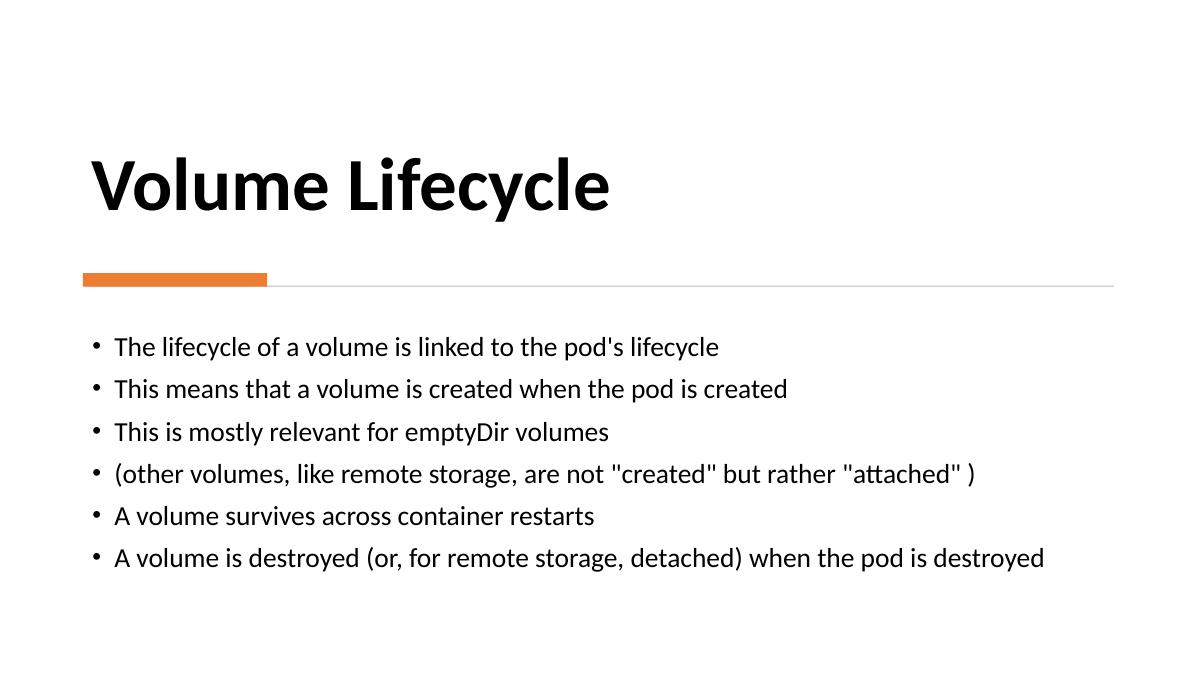 Volume Lifecycle
• The lifecycle of a volume is linked to the pod's lifecycle
• This means that a volume is created when the pod is created
• This is mostly relevant for emptyDir volumes
• (other volumes, like remote storage, are not "created" but rather "attached" )
• A volume survives across container restarts
• A volume is destroyed (or, for remote storage, detached) when the pod is destroyed